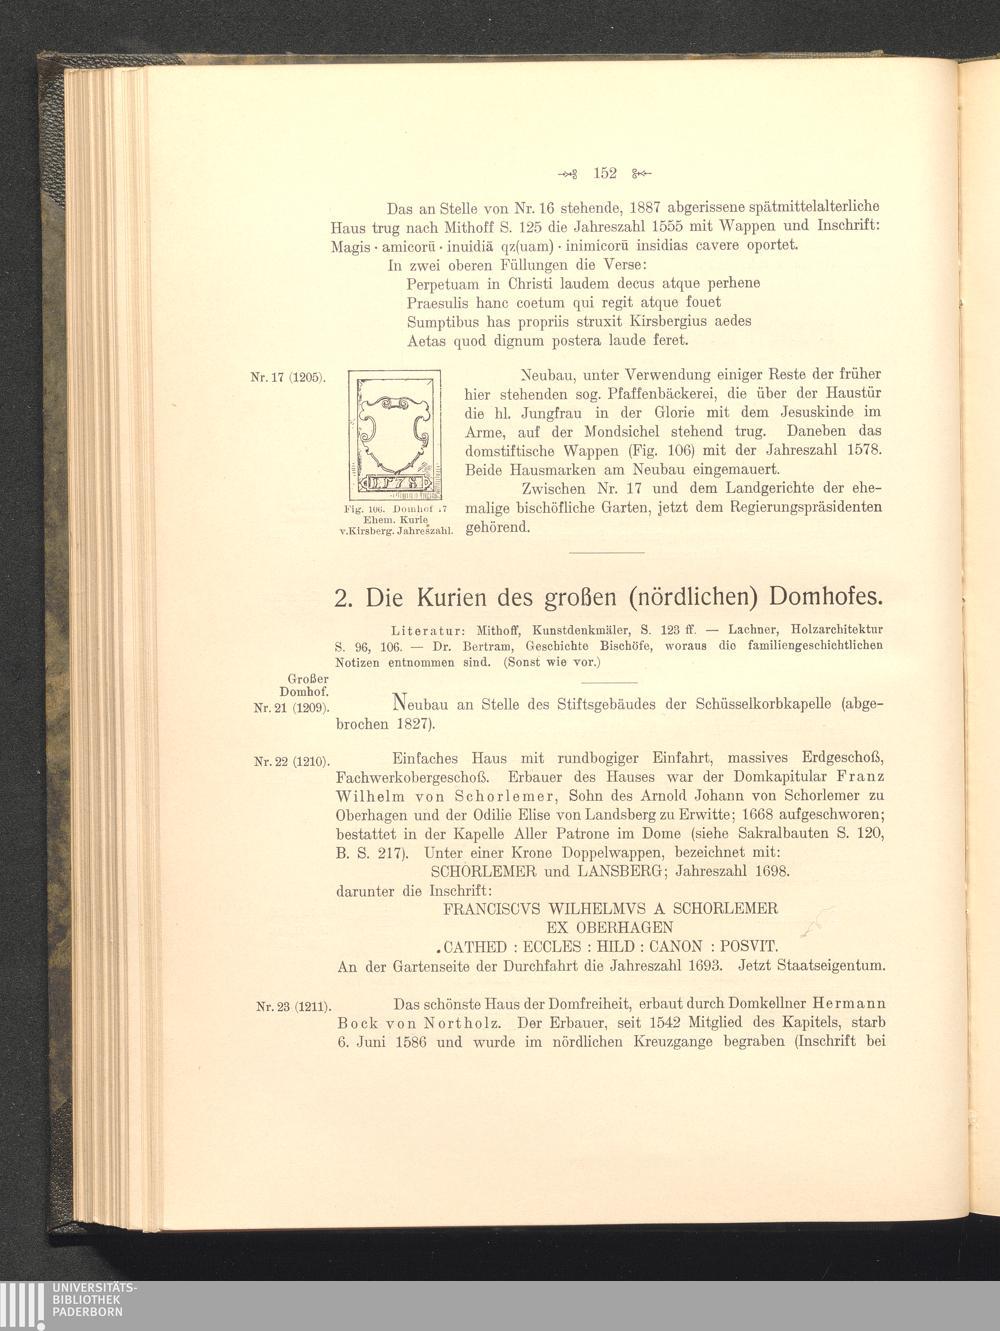 152
Das an Stelle von Nr. 16 stehende, 1887 abgerissene spätmittelalterliche
Haus trug nach Mithoff S. 125 die Jahreszahl 1555 mit Wappen und Inschrift:
Magis · amicorū · inuidiā qz(uam) · inimicorū insidias cavere oportet.
In zwei oberen Füllungen die Verse:
Perpetuam in Christi laudem decus atque perhene
Praesulis hanc coetum qui regit atque fouet
Sumptibus has propriis struxit Kirsbergius aedes
Aetas quod dignum postera laude feret.
Nr. 17 (1205).
Neubau, unter Verwendung einiger Reste der früher
hier stehenden sog. Pfaffenbäckerei, die über der Haustür
die hl. Jungfrau in der Glorie mit dem Jesuskinde im
Arme, auf der Mondsichel stehend trug. Daneben das
domstiftische Wappen (Fig. 106) mit der Jahreszahl 1578.
Beide Hausmarken am Neubau eingemauert.
Zwischen Nr. 17 und dem Landgerichte der ehe-
malige bischöfliche Garten, jetzt dem Regierungspräsidenten
gehörend.
1578
Fig. 106. Domhof 17
Ehem. Kurie
v.Kirsberg. Jahreszahl.
2. Die Kurien des großen (nördlichen) Domhofes.
Literatur: Mithoff, Kunstdenkmäler, S. 123 ff. — Lachner, Holzarchitektur
S. 96, 106. — Dr. Bertram, Geschichte Bischöfe, woraus die familiengeschichtlichen
Notizen entnommen sind. (Sonst wie vor.)
Großer
Domhof.
Nr. 21 (1209).
Neubau an Stelle des Stiftsgebäudes der Schüsselkorbkapelle (abge-
brochen 1827).
Nr. 22 (1210).
Einfaches Haus mit rundbogiger Einfahrt, massives Erdgeschoß,
Fachwerkobergeschoß. Erbauer des Hauses war der Domkapitular Franz
Wilhelm von Schorlemer, Sohn des Arnold Johann von Schorlemer zu
Oberhagen und der Odilie Elise von Landsberg zu Erwitte; 1668 aufgeschworen;
bestattet in der Kapelle Aller Patrone im Dome (siehe Sakralbauten S. 120,
B. S. 217). Unter einer Krone Doppelwappen, bezeichnet mit:
SCHORLEMER und LANSBERG; Jahreszahl 1698.
darunter die Inschrift:
FRANCISCVS WILHELMVS A SCHORLEMER
EX OBERHAGEN
.CATHED : ECCLES : HILD : CANON : POSVIT.
An der Gartenseite der Durchfahrt die Jahreszahl 1693. Jetzt Staatseigentum.
Nr. 23 (1211).
Das schönste Haus der Domfreiheit, erbaut durch Domkellner Hermann
Bock von Northolz. Der Erbauer, seit 1542 Mitglied des Kapitels, starb
6. Juni 1586 und wurde im nördlichen Kreuzgange begraben (Inschrift bei
UNIVERSITÄTS-
BIBLIOTHEK
PADERBORN